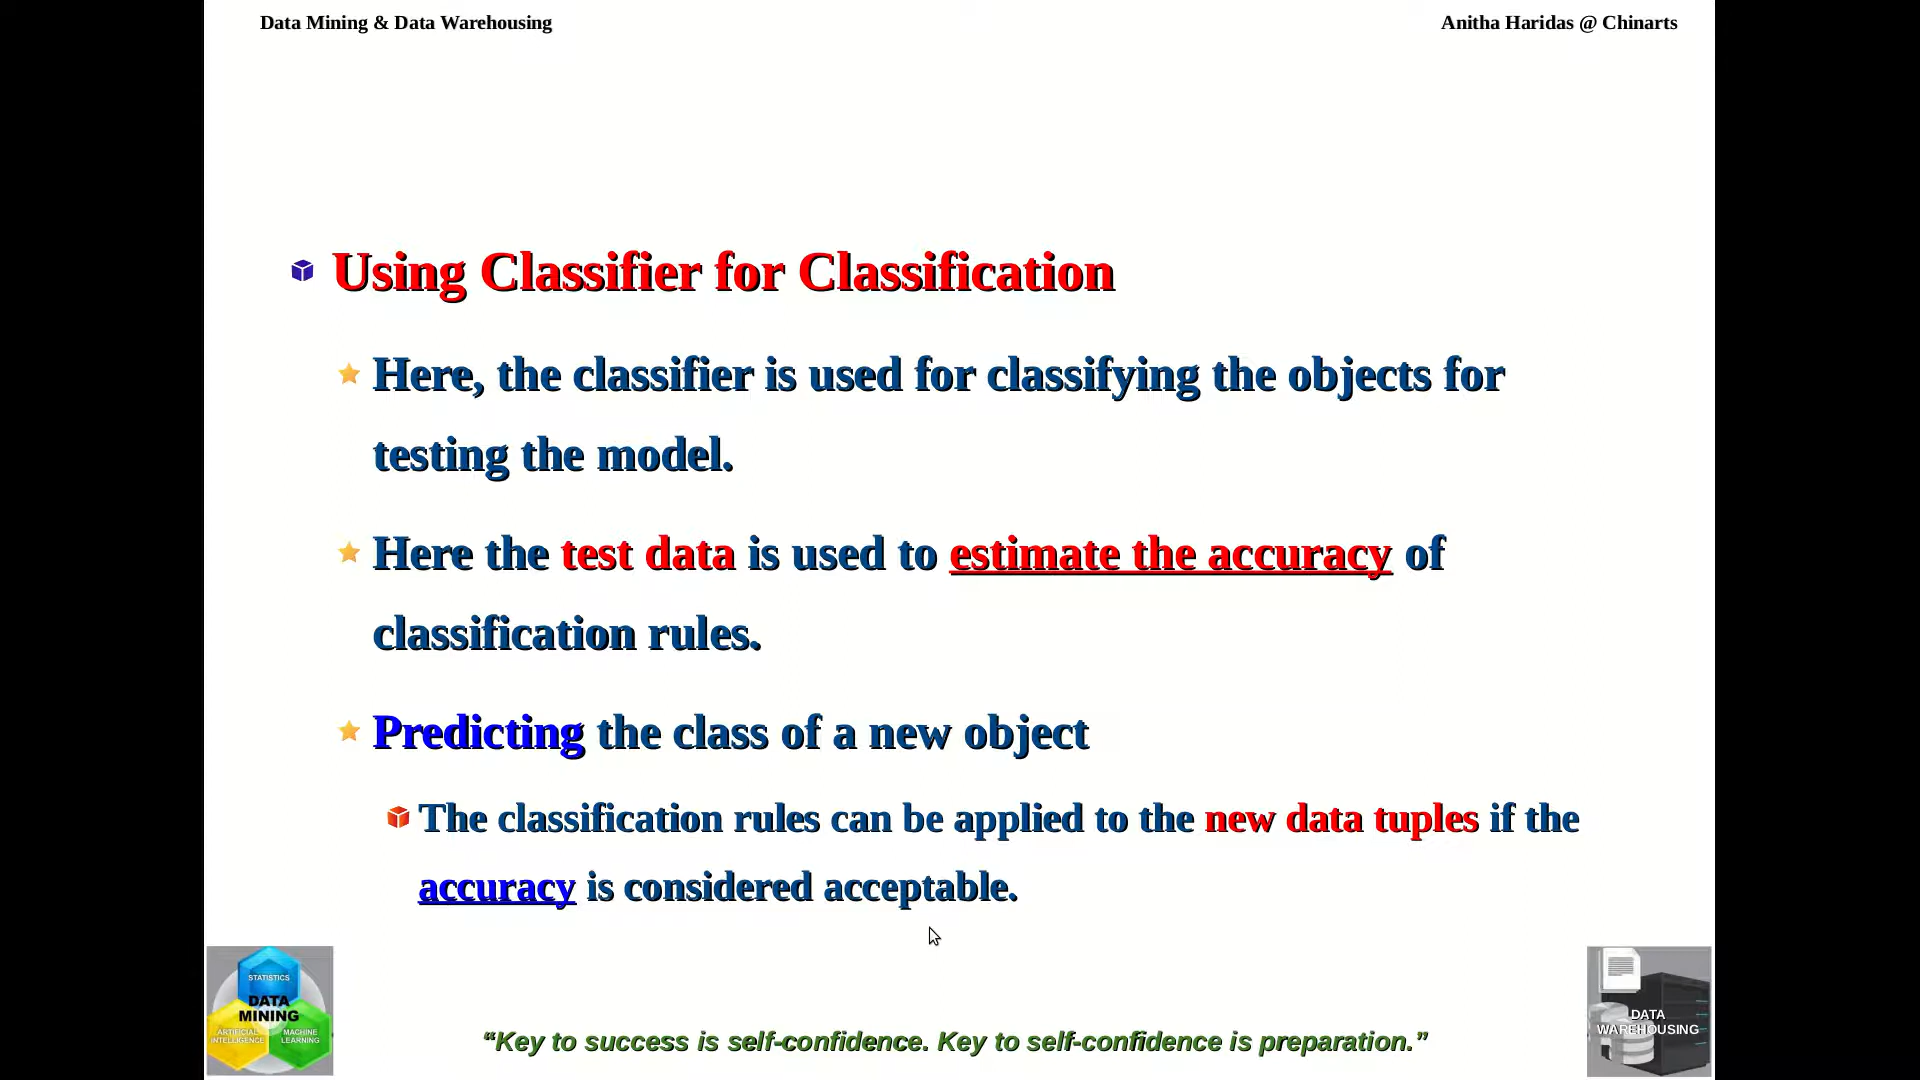 Data Mining & Data Warehousing
Anitha Haridas @ Chinarts
Using Classifier for Classification
Here, the classifier is used for classifying the objects for
testing the model.
Here the test data is used to estimate the accuracy of
classification rules.
Predicting the class of a new object
The classification rules can be applied to the new data tuples if the
accuracy is considered acceptable.
STATISTICS
DATA
MINING
ARTIFICIAL
INTELLIGENCE
MACHINE
LEARNING
DATA
WAREHOUSING
“Key to success is self-confidence. Key to self-confidence is preparation.”